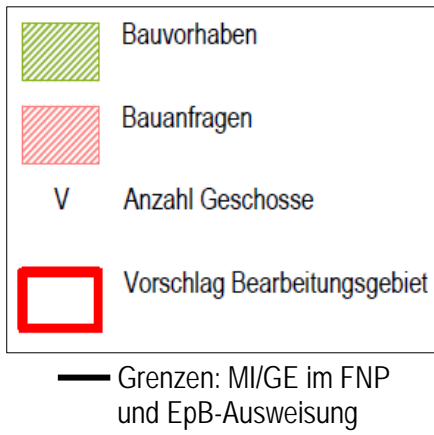 Bauvorhaben
Bauanfragen
V Anzahl Geschosse
Vorschlag Bearbeitungsgebiet
Grenzen: MI/GE im FNP
und EpB-Ausweisung